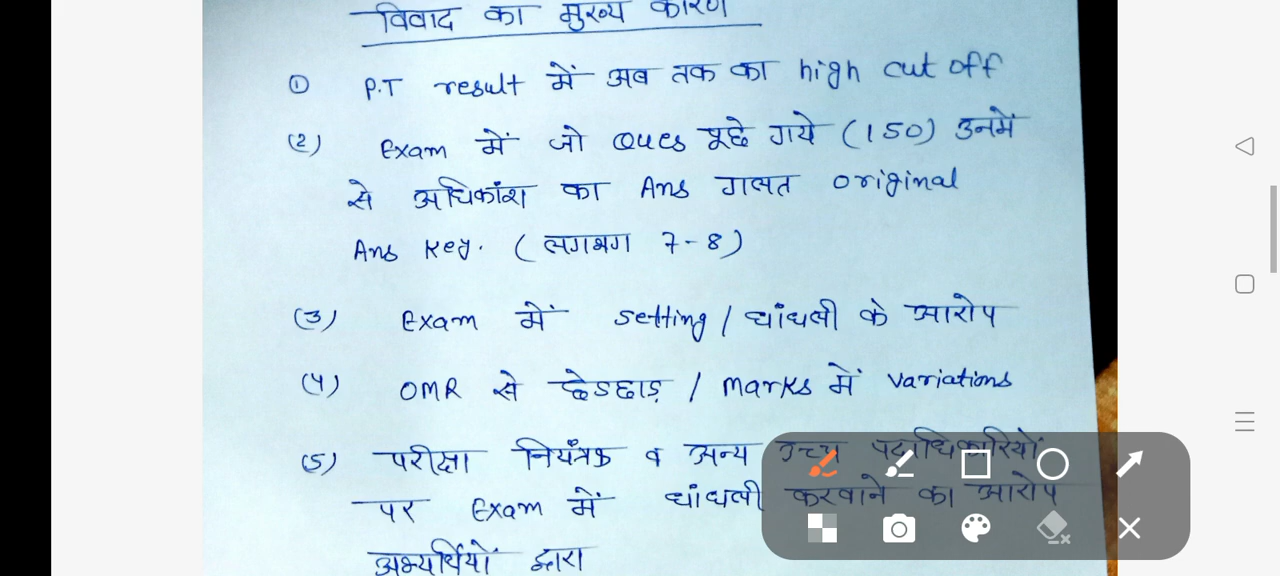 विवाद का मुख्य कारण
① P.T result में अब तक का high cut off
(2) Exam में जो Ques पूछे गये (150) उनमें
से अधिकांश का Ans गलत original
Ans Key. (लगभग 7-8)
(3) Exam में setting / धांधली के आरोप
(4) OMR से छेडछाड़ / Marks में variations
(5) परीक्षा नियंत्रक व अन्य उच्च पदाधिकारियों
पर Exam में धांधली करवाने का आरोप
अभ्यर्थियों द्वारा